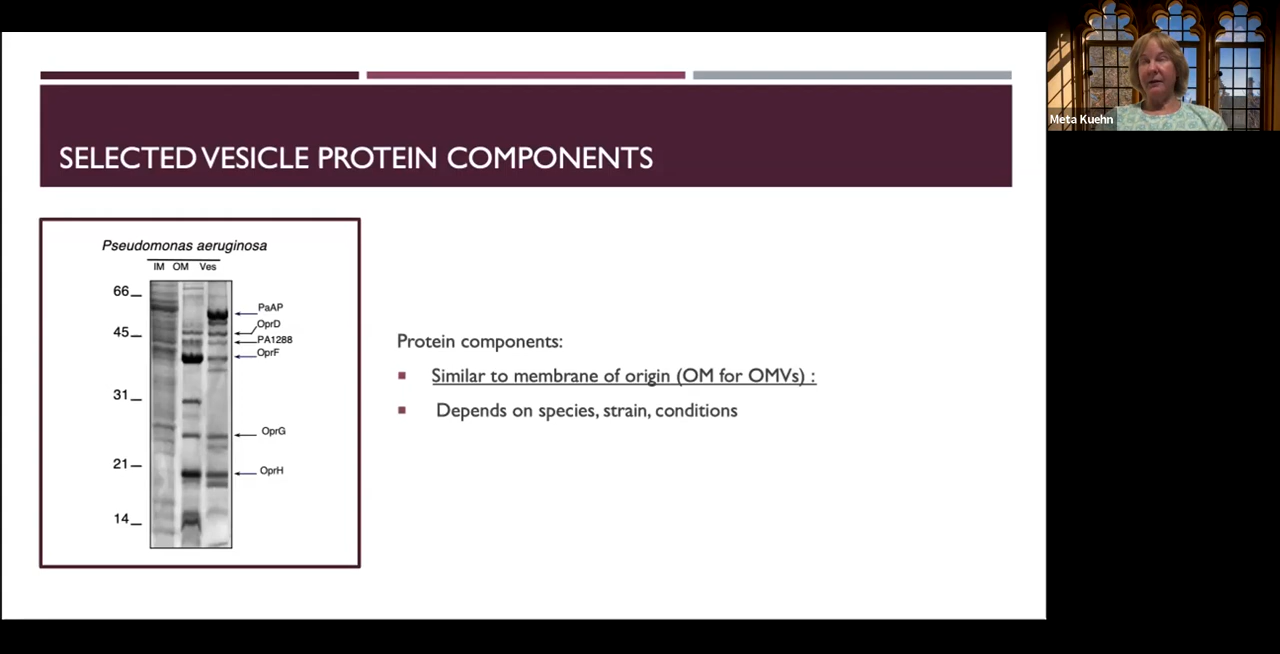 Meta Kuehn
SELECTED VESICLE PROTEIN COMPONENTS
Pseudomonas aeruginosa
IM OM Ves
66
45
31
21
14
PaAP
OprD
PA1288
OprF
OprG
OprH
Protein components:
Similar to membrane of origin (OM for OMVs) :
Depends on species, strain, conditions